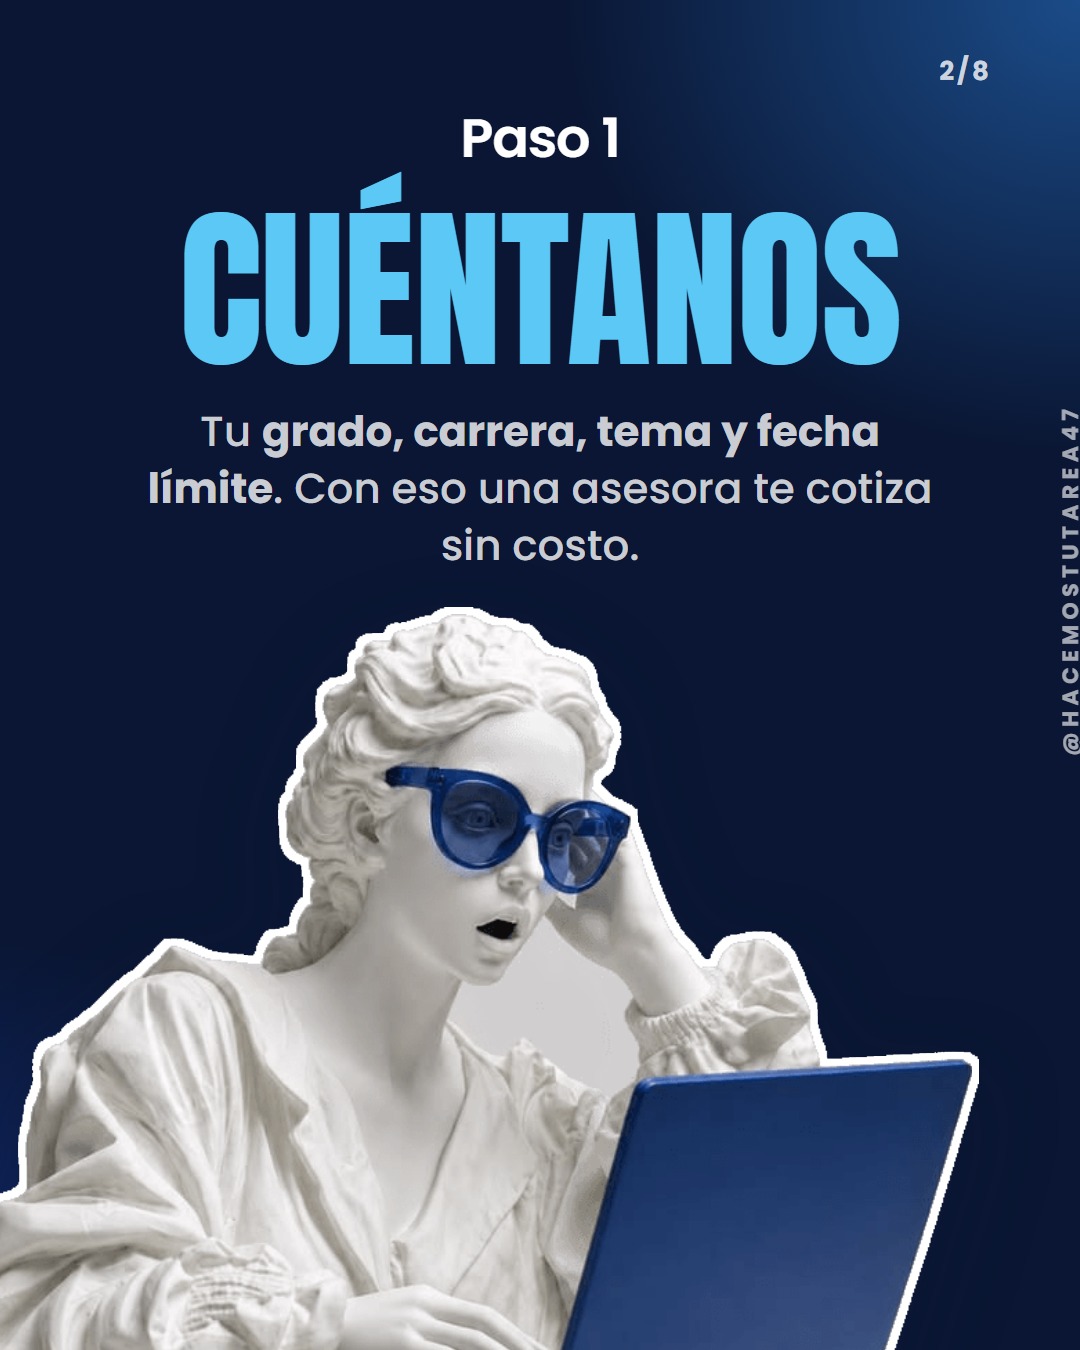 2/8
Paso 1
CUÉNTANOS
Tu grado, carrera, tema y fecha
límite. Con eso una asesora te cotiza
sin costo.
@HACEMOSTUTAREA47